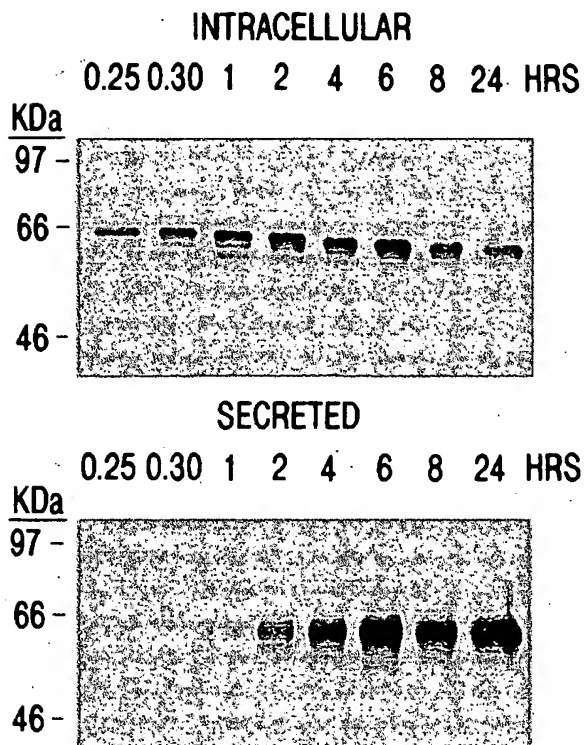 INTRACELLULAR
0.25 0.30 1 2 4 6 8 24 HRS
KDa
97 -
66 -
46 -
SECRETED
0.25 0.30 1 2 4 6 8 24 HRS
KDa
97 -
66 -
46 -